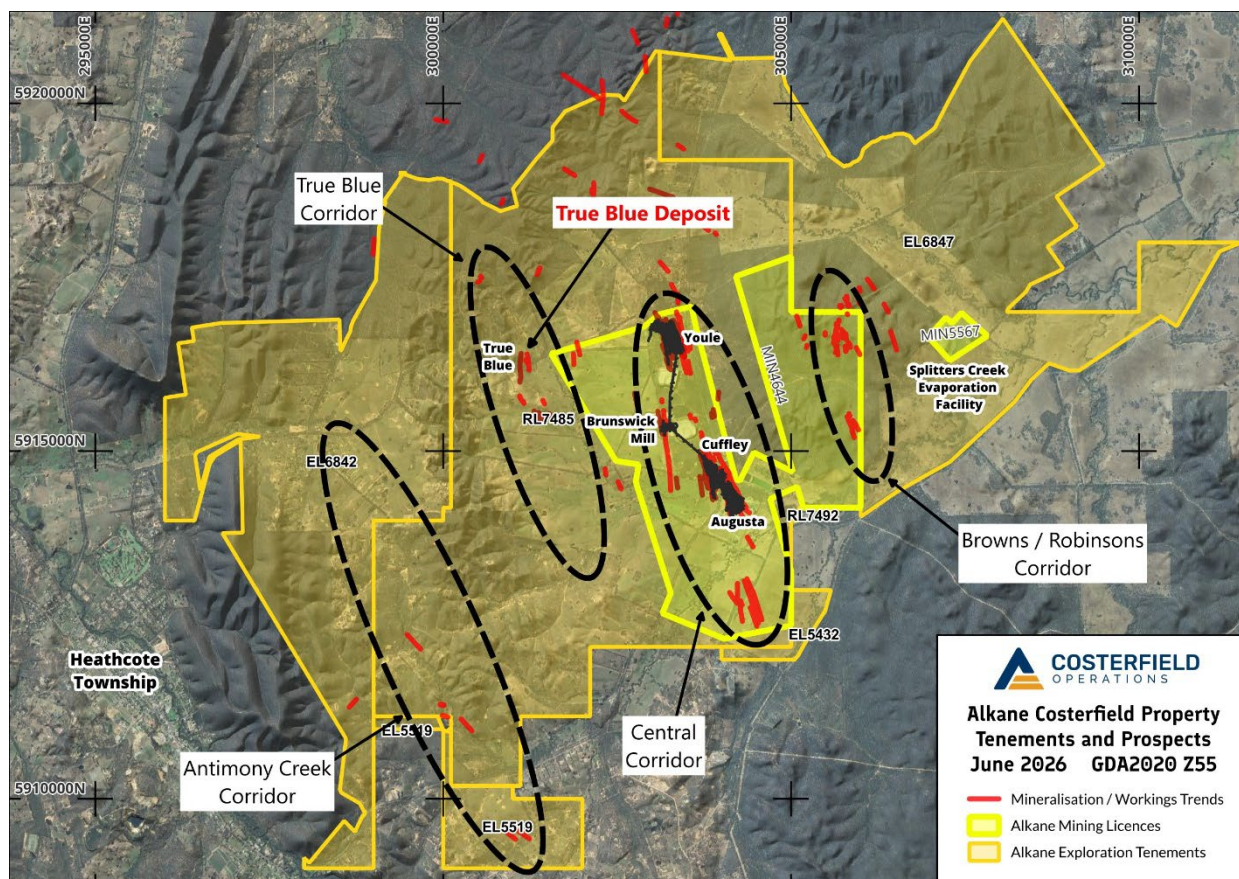 295000E
300000E
305000E
310000E
5920000N
True Blue
Corridor
True Blue Deposit
EL6847
MIN5567
Splitters Creek
Evaporation
Facility
Youle
MIN4644
True
Blue
RL7485
Brunswick
Mill
Cuffley
5915000N
EL6842
Augusta
RL7492
Browns / Robinsons
Corridor
EL5432
Heathcote
Township
EL5519
Central
Corridor
Antimony Creek
Corridor
5910000N
EL5519
COSTERFIELD
OPERATIONS
Alkane Costerfield Property
Tenements and Prospects
June 2026 GDA2020 Z55
Mineralisation / Workings Trends
Alkane Mining Licences
Alkane Exploration Tenements